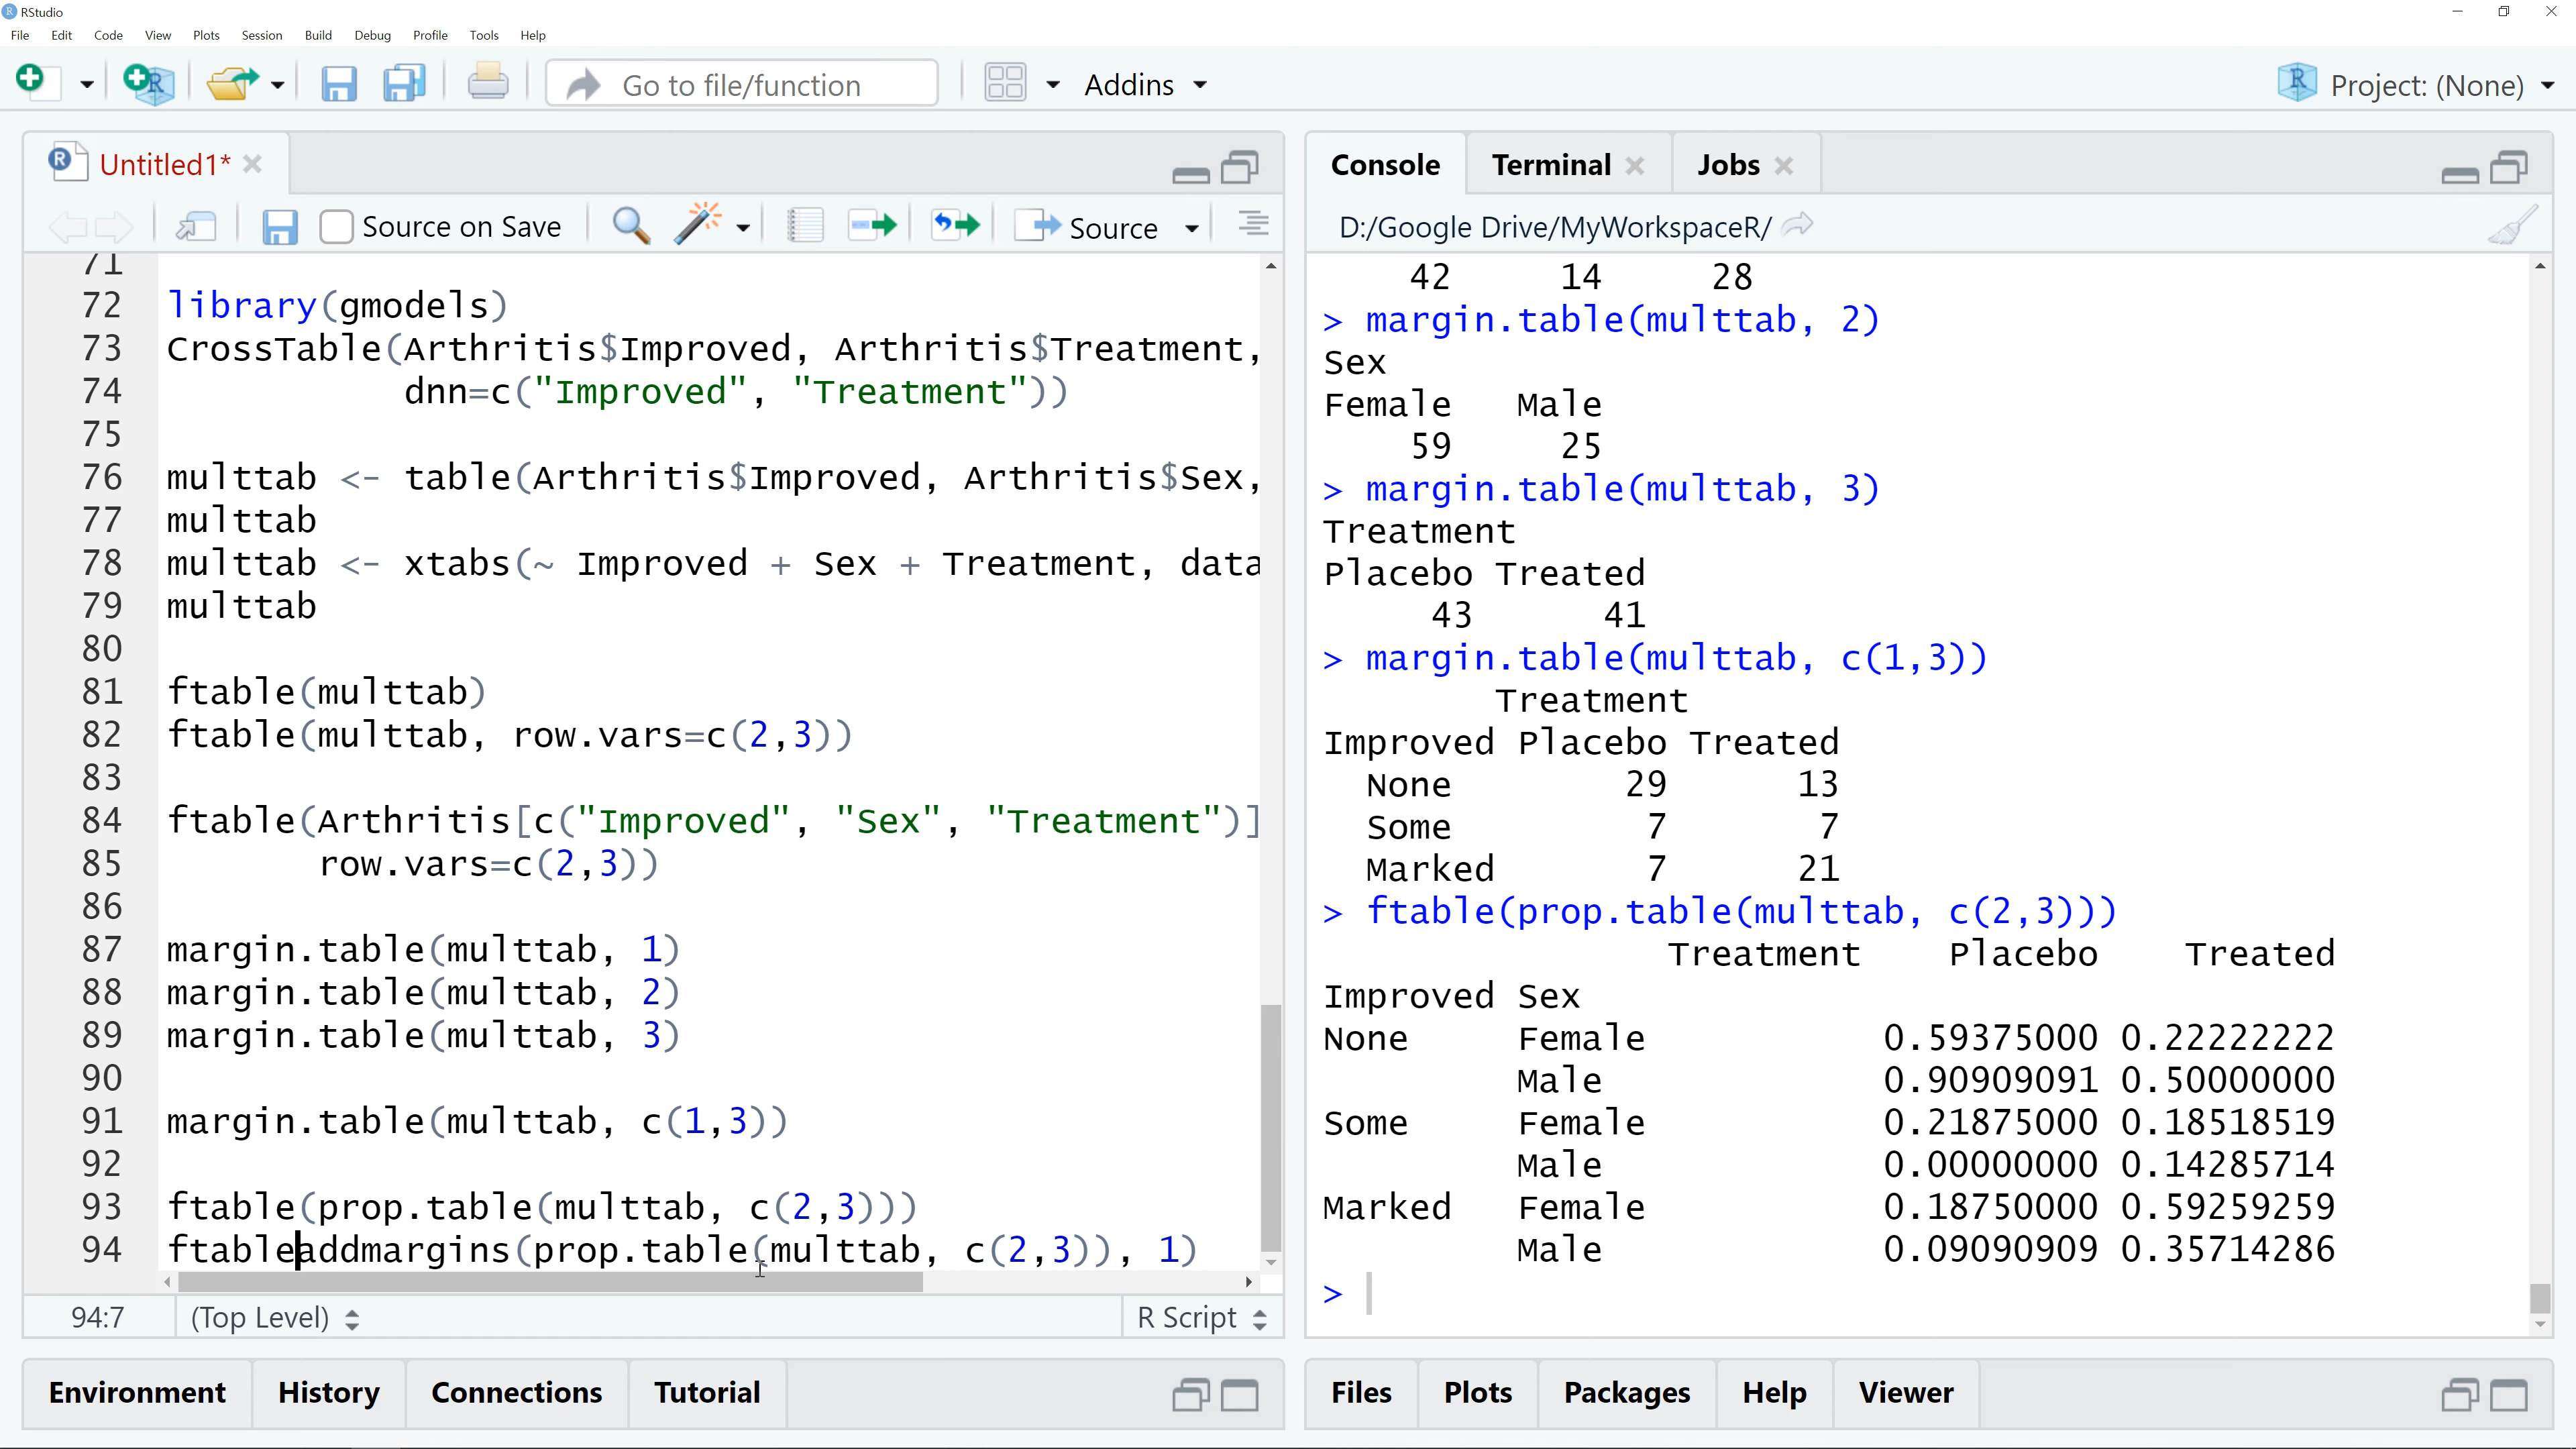 RStudio
File Edit Code View Plots Session Build Debug Profile Tools Help
Go to file/function Addins Project: (None)
Untitled1*
Source on Save Source
71
72 library(gmodels)
73 CrossTable(Arthritis$Improved, Arthritis$Treatment,
74 dnn=c("Improved", "Treatment"))
75
76 multtab <- table(Arthritis$Improved, Arthritis$Sex,
77 multtab
78 multtab <- xtabs(~ Improved + Sex + Treatment, data
79 multtab
80
81 ftable(multtab)
82 ftable(multtab, row.vars=c(2,3))
83
84 ftable(Arthritis[c("Improved", "Sex", "Treatment")]
85 row.vars=c(2,3))
86
87 margin.table(multtab, 1)
88 margin.table(multtab, 2)
89 margin.table(multtab, 3)
90
91 margin.table(multtab, c(1,3))
92
93 ftable(prop.table(multtab, c(2,3)))
94 ftableaddmargins(prop.table(multtab, c(2,3)), 1)
94:7 (Top Level) R Script
Environment History Connections Tutorial
Console Terminal Jobs
D:/Google Drive/MyWorkspaceR/
42 14 28
> margin.table(multtab, 2)
Sex
Female Male
59 25
> margin.table(multtab, 3)
Treatment
Placebo Treated
43 41
> margin.table(multtab, c(1,3))
Treatment
Improved Placebo Treated
None 29 13
Some 7 7
Marked 7 21
> ftable(prop.table(multtab, c(2,3)))
Treatment Placebo Treated
Improved Sex
None Female 0.59375000 0.22222222
Male 0.90909091 0.50000000
Some Female 0.21875000 0.18518519
Male 0.00000000 0.14285714
Marked Female 0.18750000 0.59259259
Male 0.09090909 0.35714286
>
Files Plots Packages Help Viewer